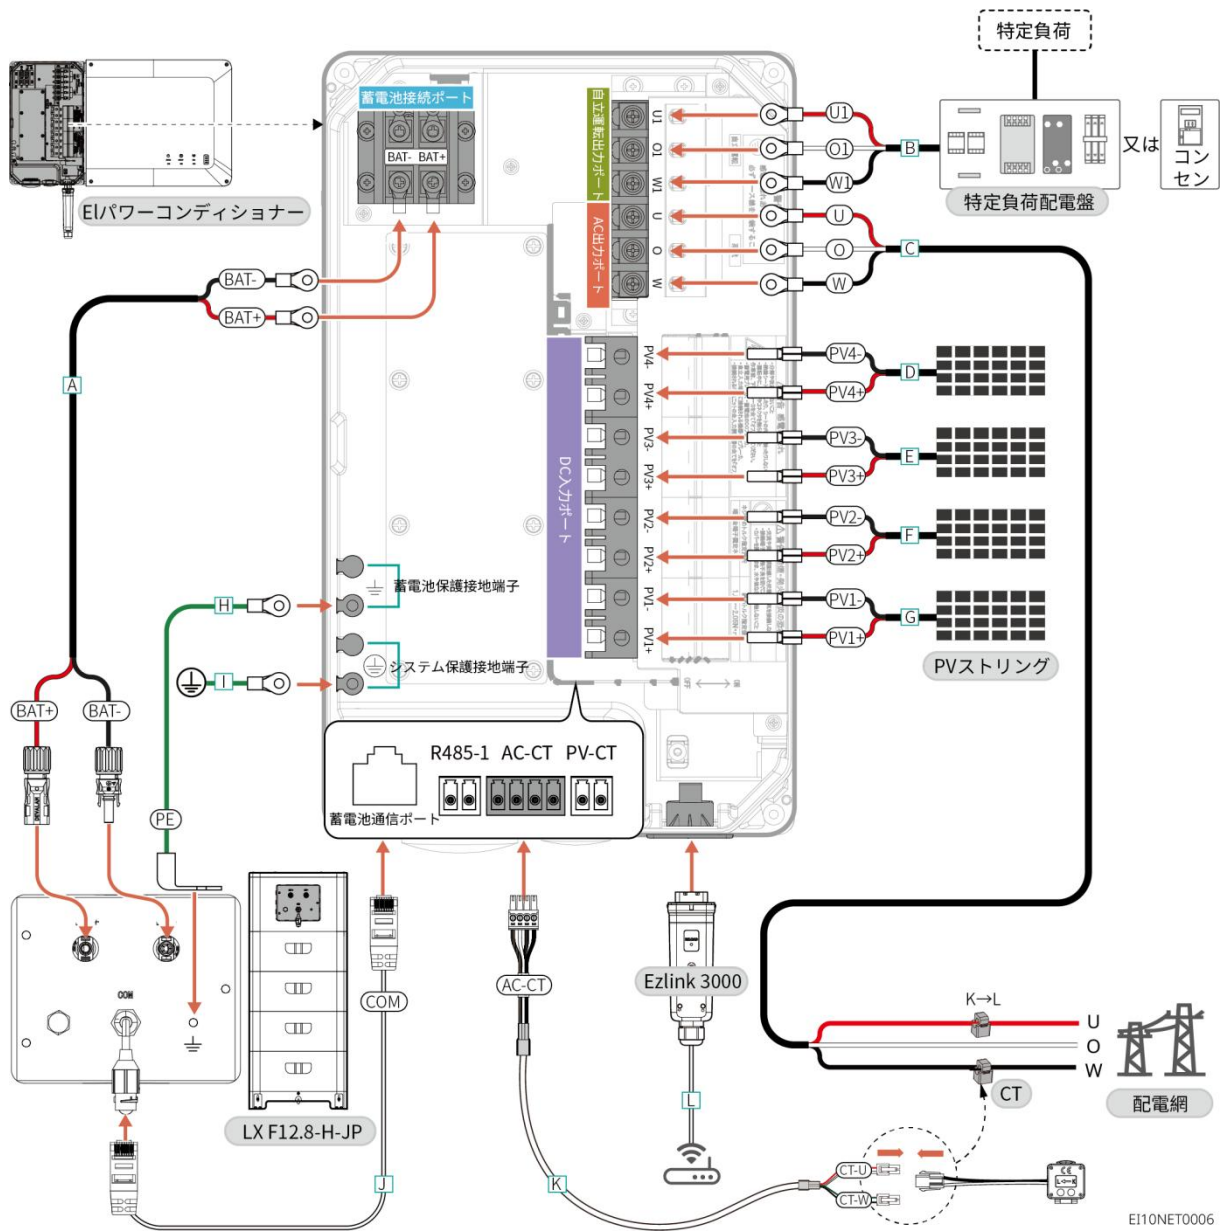 特定負荷
又は
コン
セン
特定負荷配電盤
EIパワーコンディショナー
蓄電池接続ポート
BAT-
BAT+
自立運転出力ポート
AC出力ポート
U1
O1
W1
U
O
W
U1
O1
W1
B
U
O
W
C
BAT-
BAT+
A
DC入力ポート
PV4-
PV4+
PV3-
PV3+
PV2-
PV2+
PV1-
PV1+
PV4-
PV4+
D
PV3-
PV3+
E
PV2-
PV2+
F
PV1-
PV1+
G
PVストリング
OFF
ON
H
蓄電池保護接地端子
I
システム保護接地端子
BAT+
BAT-
PE
R485-1
AC-CT
PV-CT
蓄電池通信ポート
COM
LX F12.8-H-JP
COM
J
AC-CT
K
Ezlink 3000
L
K→L
U
O
W
CT
配電網
CT-U
CT-W
EI10NET0006